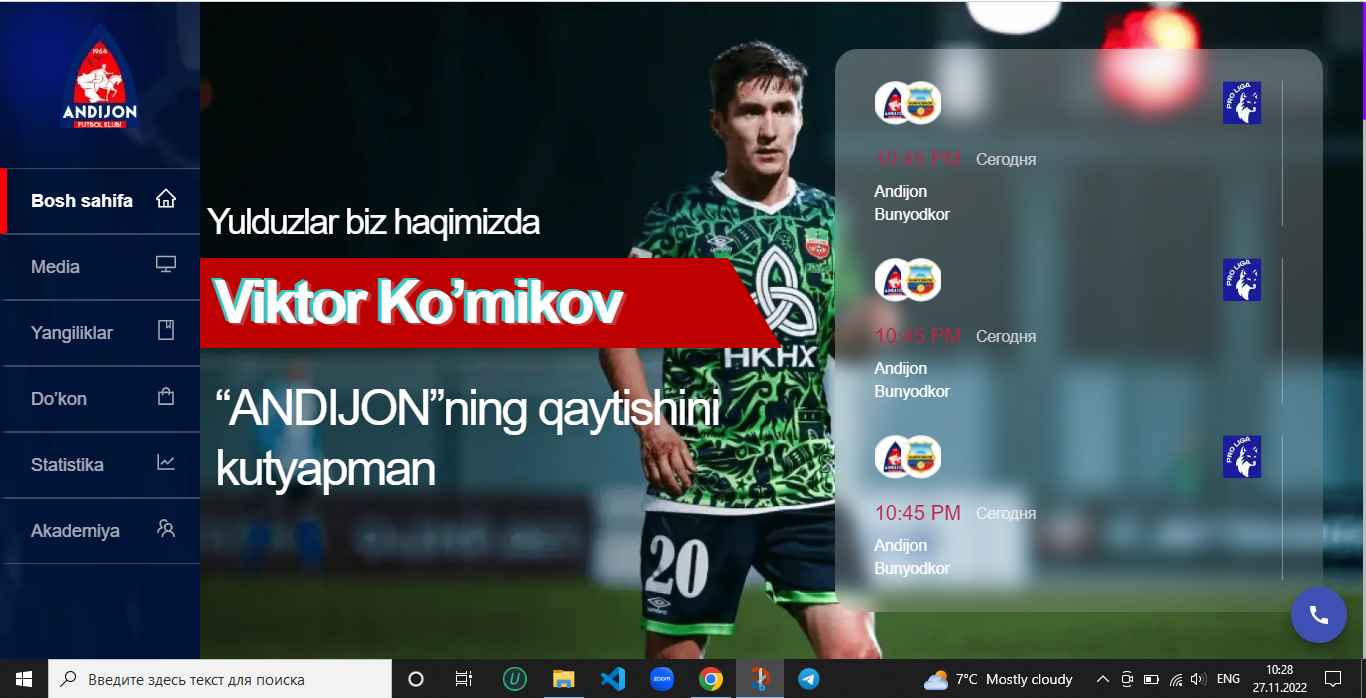 1964
ANDIJON
FUTBOL KLUBI
Bosh sahifa
Media
Yangiliklar
Do’kon
Statistika
Akademiya
Yulduzlar biz haqimizda
Viktor Ko’mikov
“ANDIJON”ning qaytishini
kutyapman
НКНХ
20
umbro
PRO LIGA
10:45 PM Сегодня
Andijon
Bunyodkor
PRO LIGA
10:45 PM Сегодня
Andijon
Bunyodkor
PRO LIGA
10:45 PM Сегодня
Andijon
Bunyodkor
Введите здесь текст для поиска
zoom
7°C Mostly cloudy
ENG
10:28
27.11.2022